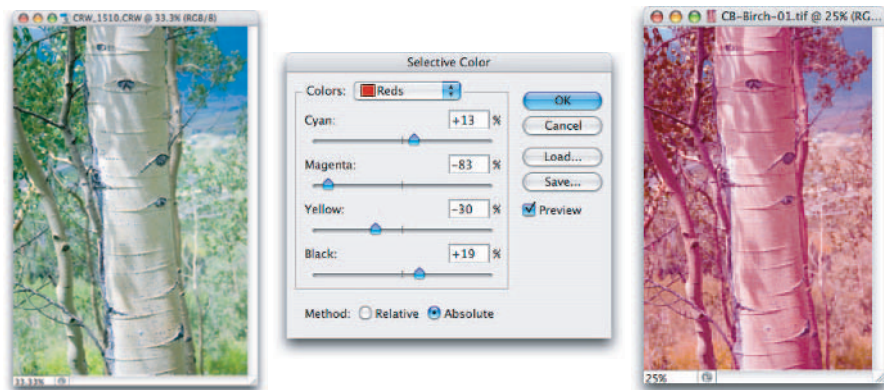 CRW_1510.CRW @ 33.3% (RGB/8)
33.33%
Selective Color
Colors: Reds
Cyan: +13 %
Magenta: -83 %
Yellow: -30 %
Black: +19 %
Method: Relative Absolute
OK
Cancel
Load...
Save...
Preview
CB-Birch-01.tif @ 25% (RG...
25%